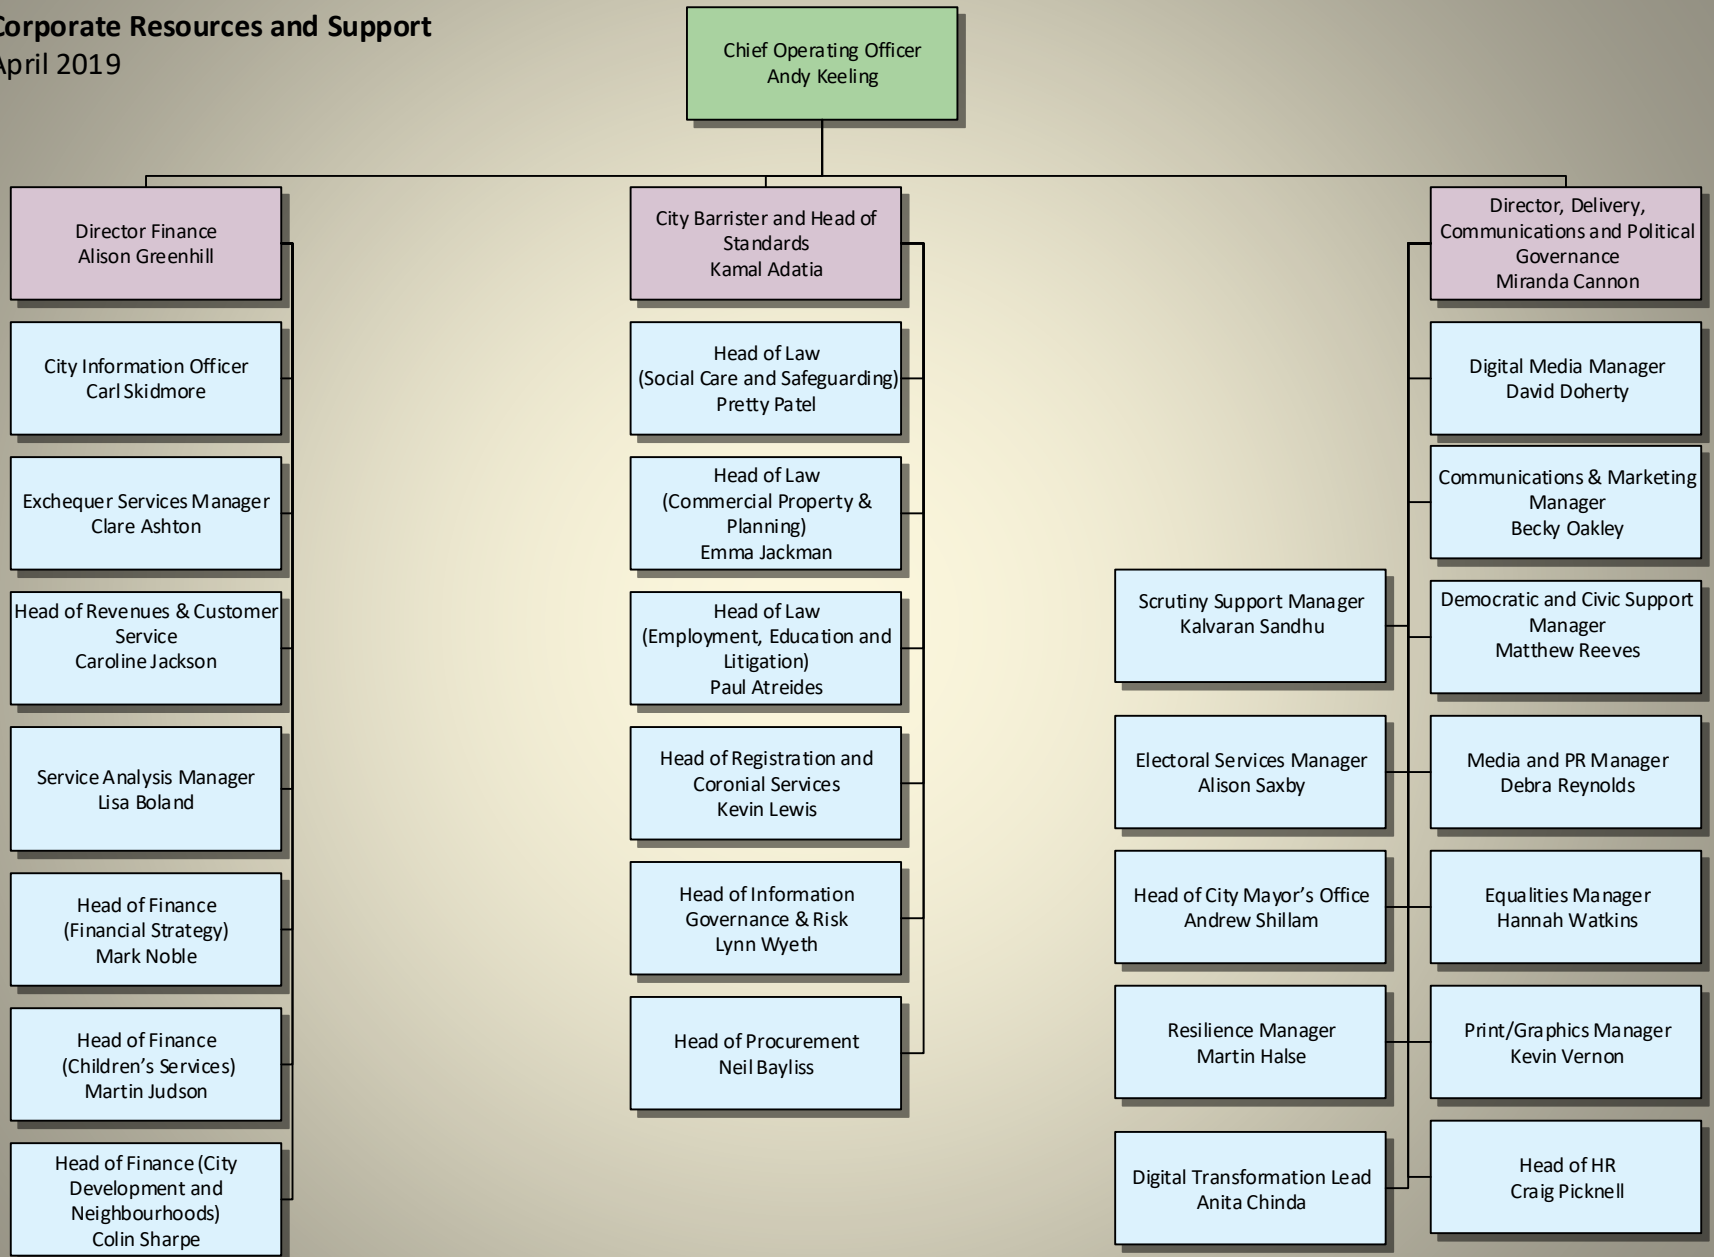 Corporate Resources and Support
April 2019
Chief Operating Officer
Andy Keeling
Director Finance
Alison Greenhill
City Information Officer
Carl Skidmore
Exchequer Services Manager
Clare Ashton
Head of Revenues & Customer
Service
Caroline Jackson
Service Analysis Manager
Lisa Boland
Head of Finance
(Financial Strategy)
Mark Noble
Head of Finance
(Children’s Services)
Martin Judson
Head of Finance (City
Development and
Neighbourhoods)
Colin Sharpe
City Barrister and Head of
Standards
Kamal Adatia
Head of Law
(Social Care and Safeguarding)
Pretty Patel
Head of Law
(Commercial Property &
Planning)
Emma Jackman
Head of Law
(Employment, Education and
Litigation)
Paul Atreides
Head of Registration and
Coronial Services
Kevin Lewis
Head of Information
Governance & Risk
Lynn Wyeth
Head of Procurement
Neil Bayliss
Director, Delivery,
Communications and Political
Governance
Miranda Cannon
Digital Media Manager
David Doherty
Communications & Marketing
Manager
Becky Oakley
Scrutiny Support Manager
Kalvaran Sandhu
Democratic and Civic Support
Manager
Matthew Reeves
Electoral Services Manager
Alison Saxby
Media and PR Manager
Debra Reynolds
Head of City Mayor’s Office
Andrew Shillam
Equalities Manager
Hannah Watkins
Resilience Manager
Martin Halse
Print/Graphics Manager
Kevin Vernon
Digital Transformation Lead
Anita Chinda
Head of HR
Craig Picknell